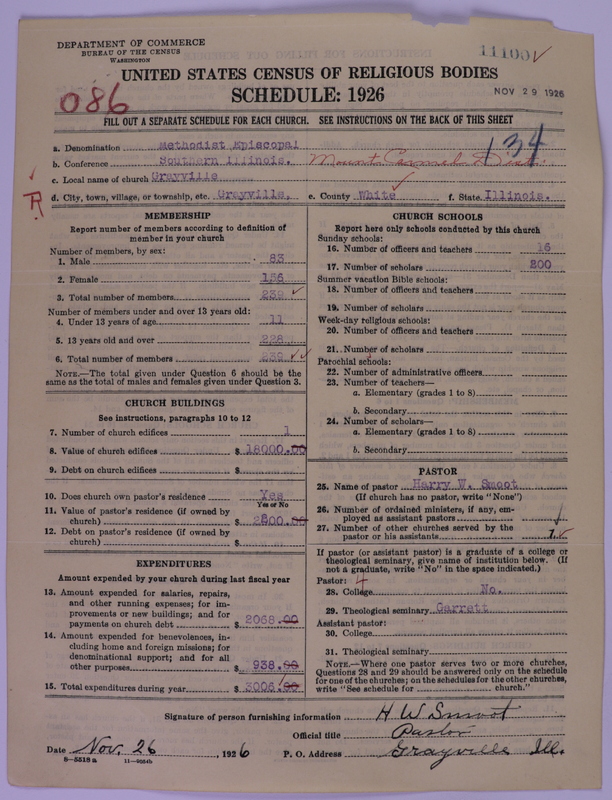 DEPARTMENT OF COMMERCE
BUREAU OF THE CENSUS
WASHINGTON
11100✓
UNITED STATES CENSUS OF RELIGIOUS BODIES
SCHEDULE: 1926
NOV 29 1926
086
FILL OUT A SEPARATE SCHEDULE FOR EACH CHURCH. SEE INSTRUCTIONS ON THE BACK OF THIS SHEET
134
a. Denomination Methodist Episcopal
b. Conference Southern Illinois. Mount Carmel Dist.
c. Local name of church Grayville
d. City, town, village, or township, etc. Grayville, e. County White f. State Illinois.
R
MEMBERSHIP
Report number of members according to definition of member in your church
Number of members, by sex:
1. Male 83
2. Female 156
3. Total number of members 239 ✓
Number of members under and over 13 years old:
4. Under 13 years of age 11
5. 13 years old and over 228
6. Total number of members 239 ✓✓
NOTE.—The total given under Question 6 should be the same as the total of males and females given under Question 3.
CHURCH BUILDINGS
See instructions, paragraphs 10 to 12
7. Number of church edifices 1
8. Value of church edifices $ 18000.00
9. Debt on church edifices $
10. Does church own pastor's residence Yes
Yes or No
11. Value of pastor's residence (if owned by church) $ 2800.00
12. Debt on pastor's residence (if owned by church) $
EXPENDITURES
Amount expended by your church during last fiscal year
13. Amount expended for salaries, repairs, and other running expenses; for improvements or new buildings; and for payments on church debt $ 2068.00
14. Amount expended for benevolences, including home and foreign missions; for denominational support; and for all other purposes $ 938.00
15. Total expenditures during year $ 3006.00
CHURCH SCHOOLS
Report here only schools conducted by this church
Sunday schools:
16. Number of officers and teachers 16
17. Number of scholars 200
Summer vacation Bible schools:
18. Number of officers and teachers
19. Number of scholars
Week-day religious schools:
20. Number of officers and teachers
21. Number of scholars
Parochial schools:
22. Number of administrative officers
23. Number of teachers—
a. Elementary (grades 1 to 8)
b. Secondary
24. Number of scholars—
a. Elementary (grades 1 to 8)
b. Secondary
PASTOR
25. Name of pastor Harry W. Smoot
(If church has no pastor, write "None")
26. Number of ordained ministers, if any, employed as assistant pastors
27. Number of other churches served by the pastor or his assistants 1
If pastor (or assistant pastor) is a graduate of a college or theological seminary, give name of institution below. (If not a graduate, write "No" in the space indicated.)
Pastor: 4
28. College No.
29. Theological seminary Garrett
Assistant pastor:
30. College
31. Theological seminary
NOTE.—Where one pastor serves two or more churches, Questions 28 and 29 should be answered only on the schedule for one of the churches; on the schedules for the other churches, write "See schedule for church."
Signature of person furnishing information H W Smoot
Official title Pastor
Date Nov. 26, 1926 P. O. Address Grayville Ill.
8—5518a 11—9584b